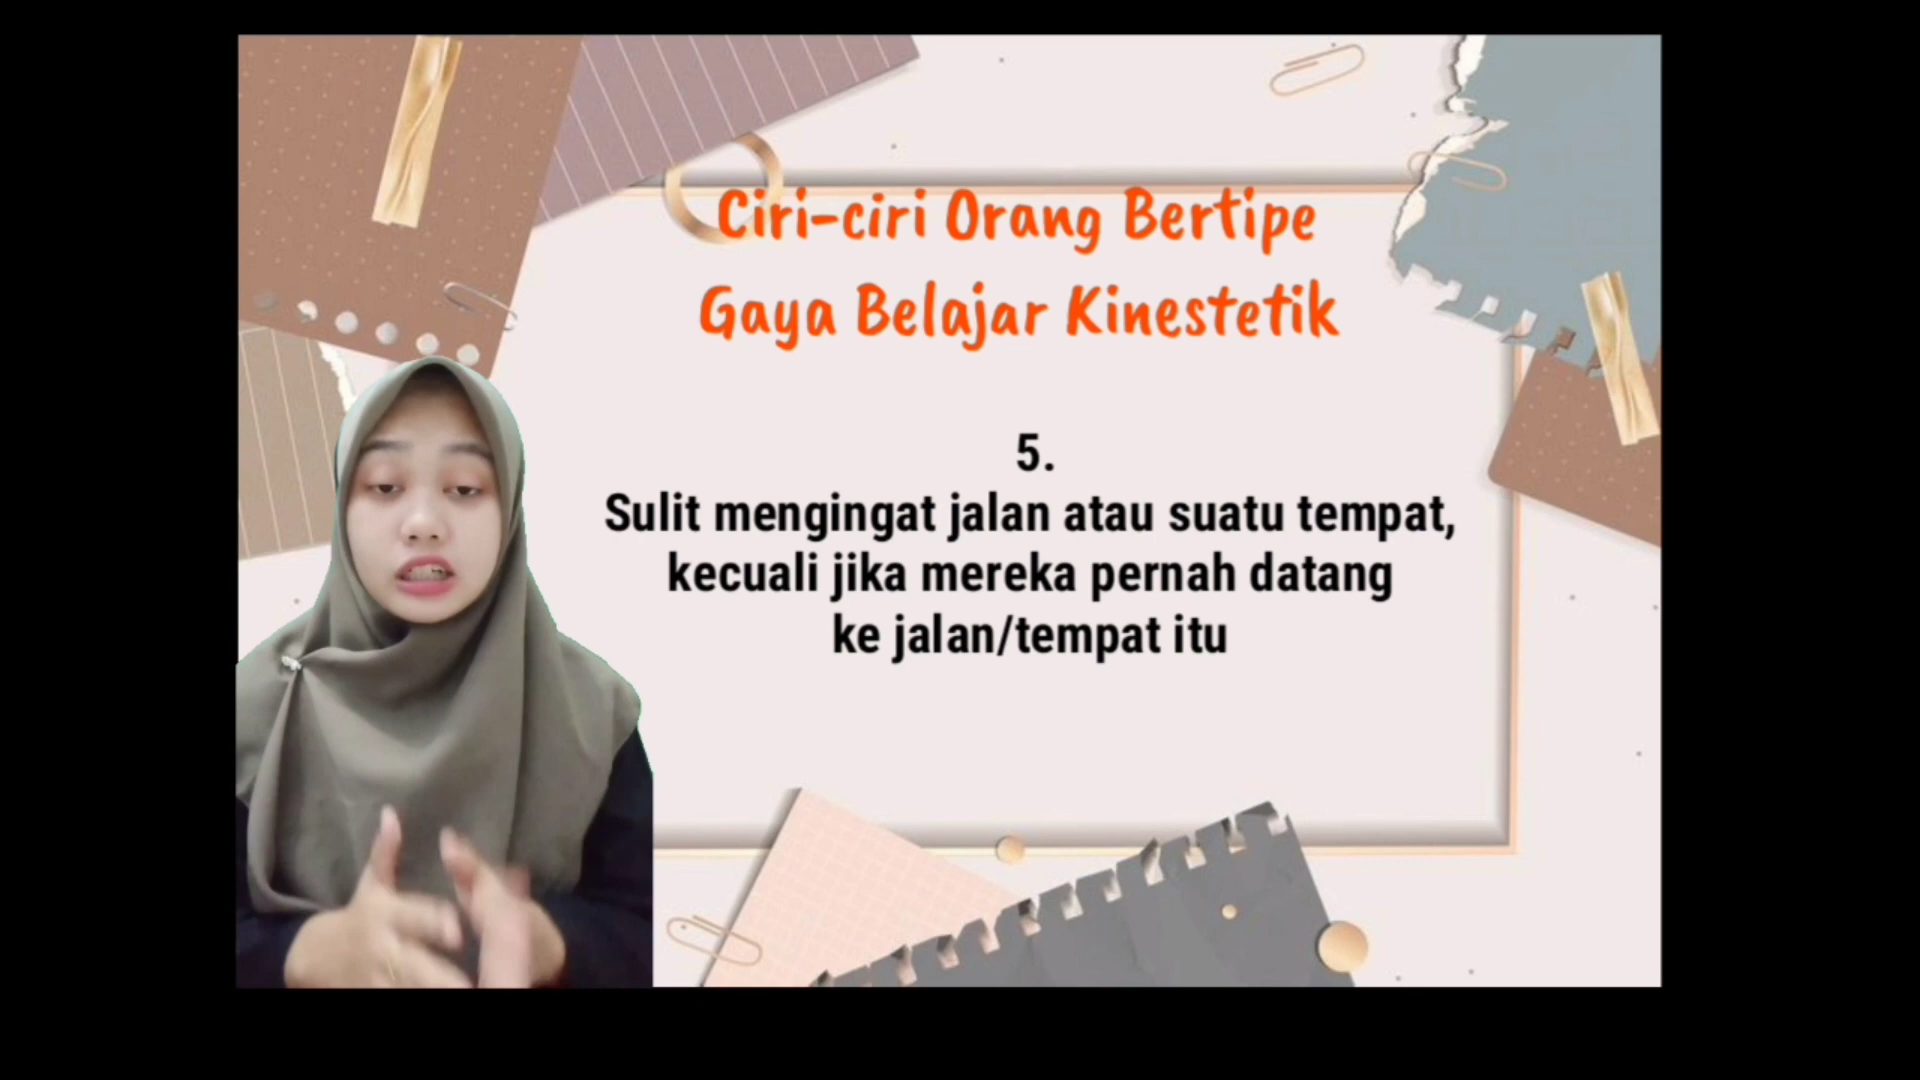 Ciri-ciri Orang Bertipe
Gaya Belajar Kinestetik
5.
Sulit mengingat jalan atau suatu tempat,
kecuali jika mereka pernah datang
ke jalan/tempat itu